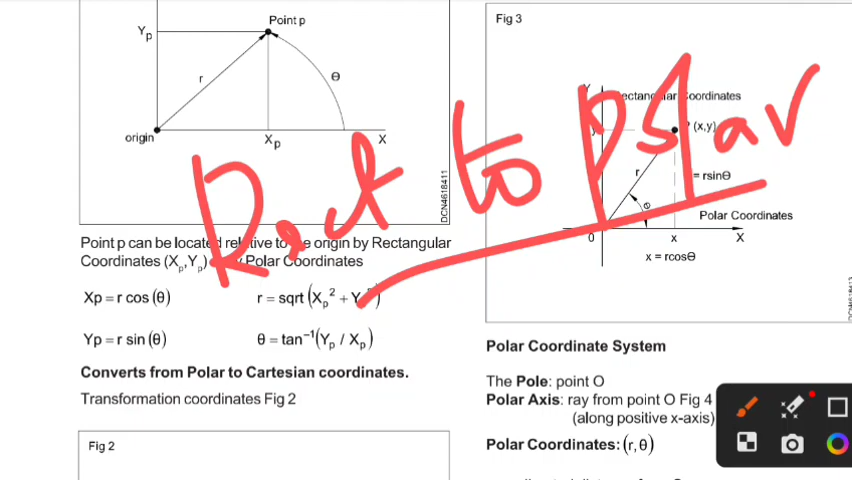 Point p
Yp
r
θ
origin
Xp
X
DCN4618411
Point p can be located relative to the origin by Rectangular
Coordinates (Xp,Yp) Polar Coordinates
Xp = r cos (θ)
r = sqrt (Xp² + Y
Yp = r sin (θ)
θ = tan⁻¹(Yp / Xp)
Converts from Polar to Cartesian coordinates.
Transformation coordinates Fig 2
Fig 2
Rect to Polar
Fig 3
Y
Rectangular Coordinates
y
(x,y)
r
= rsinθ
θ
Polar Coordinates
0
x
X
x = rcosθ
Polar Coordinate System
The Pole: point O
Polar Axis: ray from point O Fig 4
(along positive x-axis)
Polar Coordinates: (r,θ)